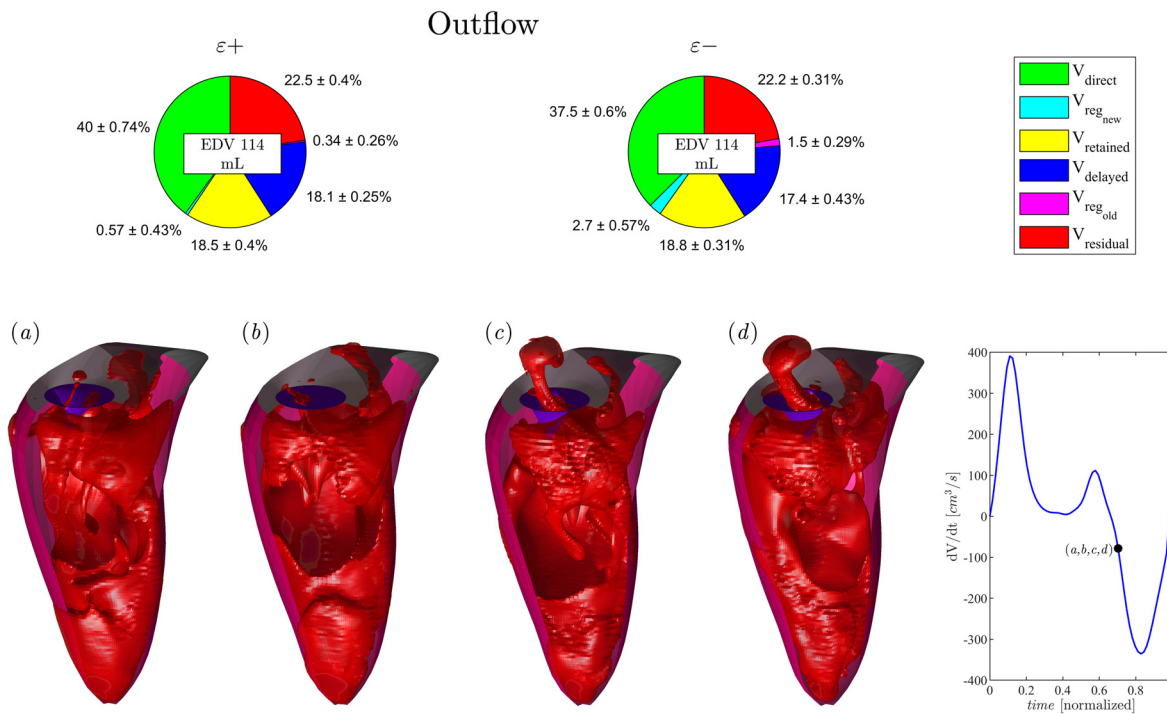 Outflow
ε+
ε−
22.5 ± 0.4%
0.34 ± 0.26%
18.1 ± 0.25%
18.5 ± 0.4%
0.57 ± 0.43%
40 ± 0.74%
EDV 114
mL
22.2 ± 0.31%
1.5 ± 0.29%
17.4 ± 0.43%
18.8 ± 0.31%
2.7 ± 0.57%
37.5 ± 0.6%
EDV 114
mL
V_direct
V_reg_new
V_retained
V_delayed
V_reg_old
V_residual
(a)
(b)
(c)
(d)
400
300
200
100
0
-100
-200
-300
-400
dV/dt [cm³/s]
(a,b,c,d)
0 0.2 0.4 0.6 0.8
time [normalized]